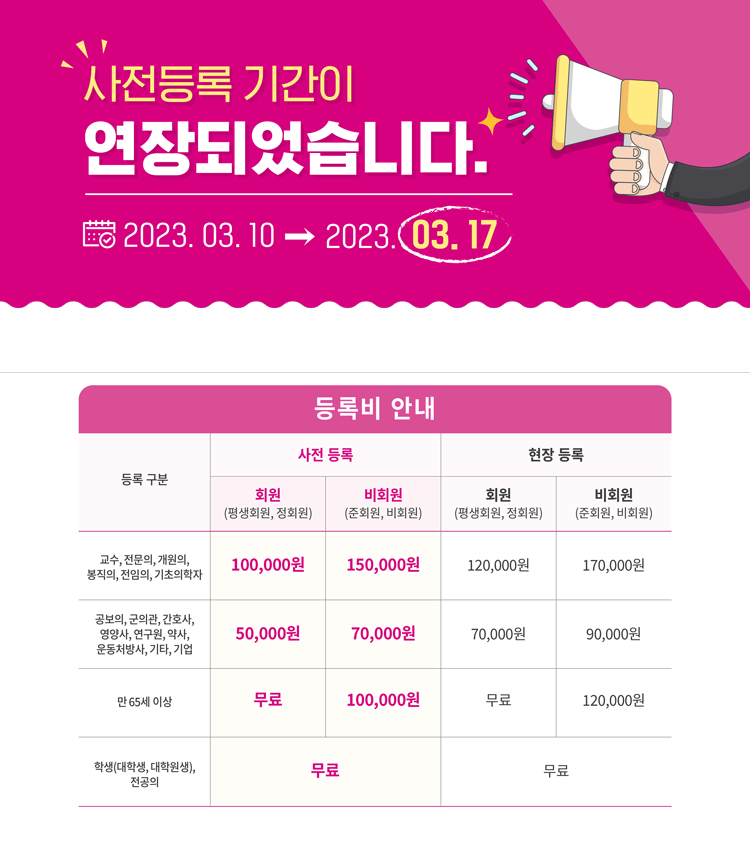 사전등록 기간이
연장되었습니다.
2023. 03. 10 → 2023. 03. 17
등록비 안내
등록 구분
사전 등록
현장 등록
회원
(평생회원, 정회원)
비회원
(준회원, 비회원)
회원
(평생회원, 정회원)
비회원
(준회원, 비회원)
교수, 전문의, 개원의,
봉직의, 전임의, 기초의학자
100,000원
150,000원
120,000원
170,000원
공보의, 군의관, 간호사,
영양사, 연구원, 약사,
운동처방사, 기타, 기업
50,000원
70,000원
70,000원
90,000원
만 65세 이상
무료
100,000원
무료
120,000원
학생(대학생, 대학원생),
전공의
무료
무료